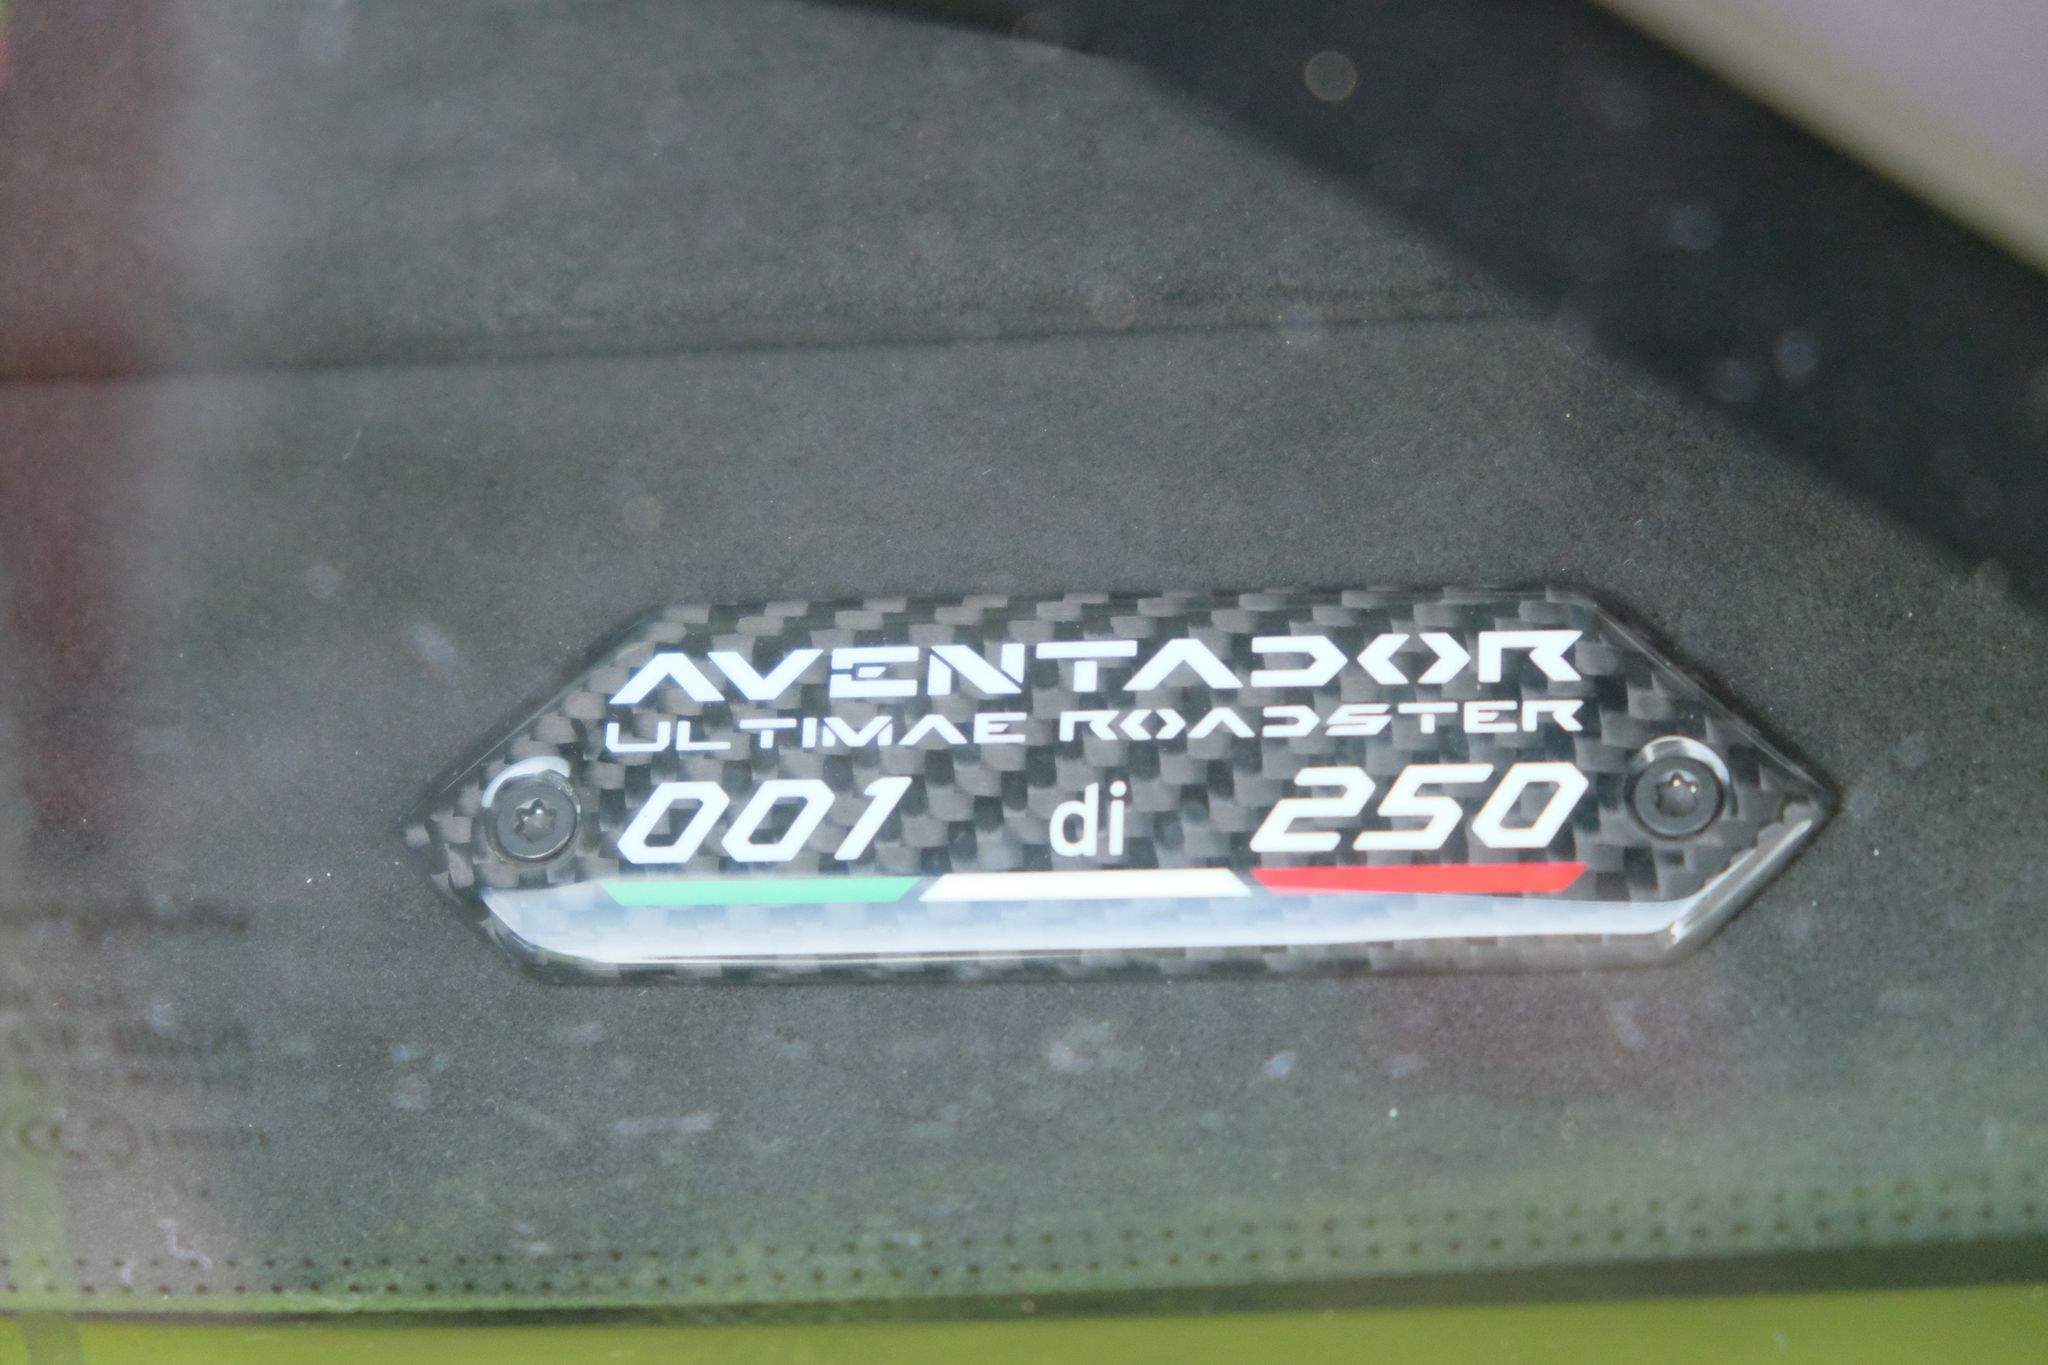 AVENTADOR
ULTIMAE ROADSTER
001 di 250